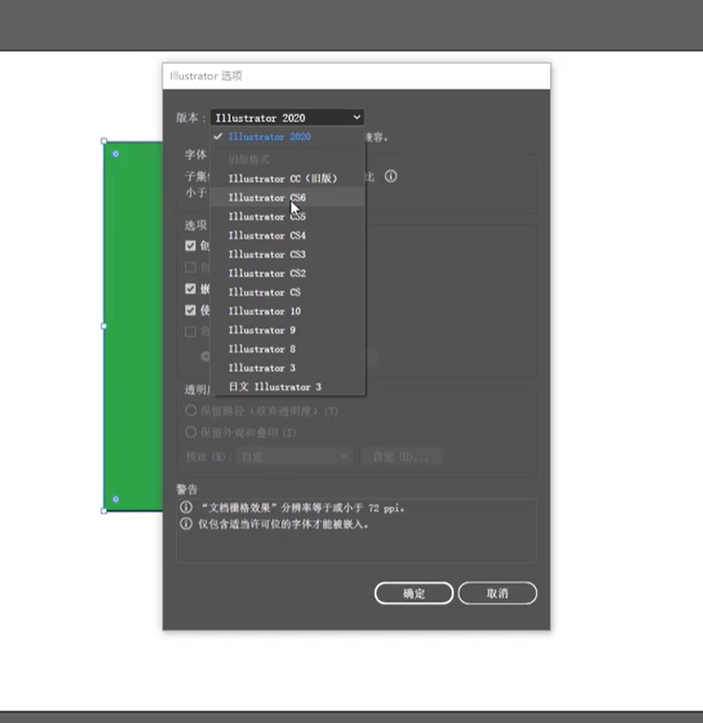 Illustrator 选项
版本： Illustrator 2020
Illustrator 2020
兼容。
旧版格式
字体
Illustrator CC（旧版）
子集
比
小于
Illustrator CS6
Illustrator CS5
选项
Illustrator CS4
Illustrator CS3
Illustrator CS2
Illustrator CS
Illustrator 10
使
Illustrator 9
Illustrator 8
Illustrator 3
日文 Illustrator 3
透明
保留路径（放弃透明度）(T)
保留外观和叠印(I)
预设(R)： 自定 自定(O)...
警告
“文档栅格效果”分辨率等于或小于 72 ppi。
仅包含适当许可位的字体才能被嵌入。
确定 取消